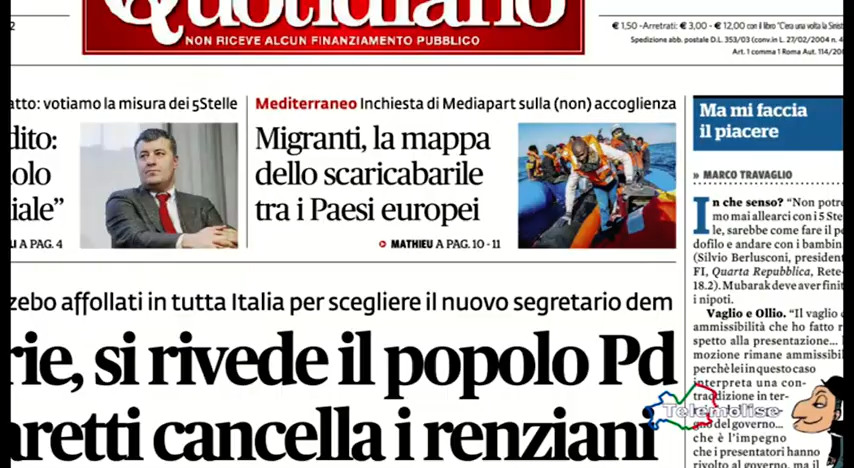 Quotidiano
NON RICEVE ALCUN FINANZIAMENTO PUBBLICO
€ 1,50 – Arretrati: € 3,00 – € 12,00 con il libro "C'era una volta la Sinist
Spedizione abb. postale D.L. 353/03 (conv.in L. 27/02/2004 n. 4
Art. 1 comma 1 Roma Aut. 114/20
atto: votiamo la misura dei 5Stelle
dito:
olo
iale”
A PAG. 4
Mediterraneo Inchiesta di Mediapart sulla (non) accoglienza
Migranti, la mappa
dello scaricabarile
tra i Paesi europei
MATHIEU A PAG. 10 - 11
zebo affollati in tutta Italia per scegliere il nuovo segretario dem
rie, si rivede il popolo Pd
aretti cancella i renziani
Ma mi faccia
il piacere
» MARCO TRAVAGLIO
In che senso? “Non potre
mo mai allearci con i 5 Ste
le, sarebbe come fare il pe
dofilo e andare con i bambin
(Silvio Berlusconi, president
FI, Quarta Repubblica, Rete
18.2). Mubarak deve aver finit
i nipoti.
Vaglio e Ollio. “Il vaglio d
ammissibilità che ho fatto r
spetto alla presentazione... l
mozione rimane ammissibil
perchè lei in questo caso
interpreta una con-
traddizione in ter-
del governo...
che è l'impegno
che i presentatori hanno
rivolto al governo, ma il
Telemolise